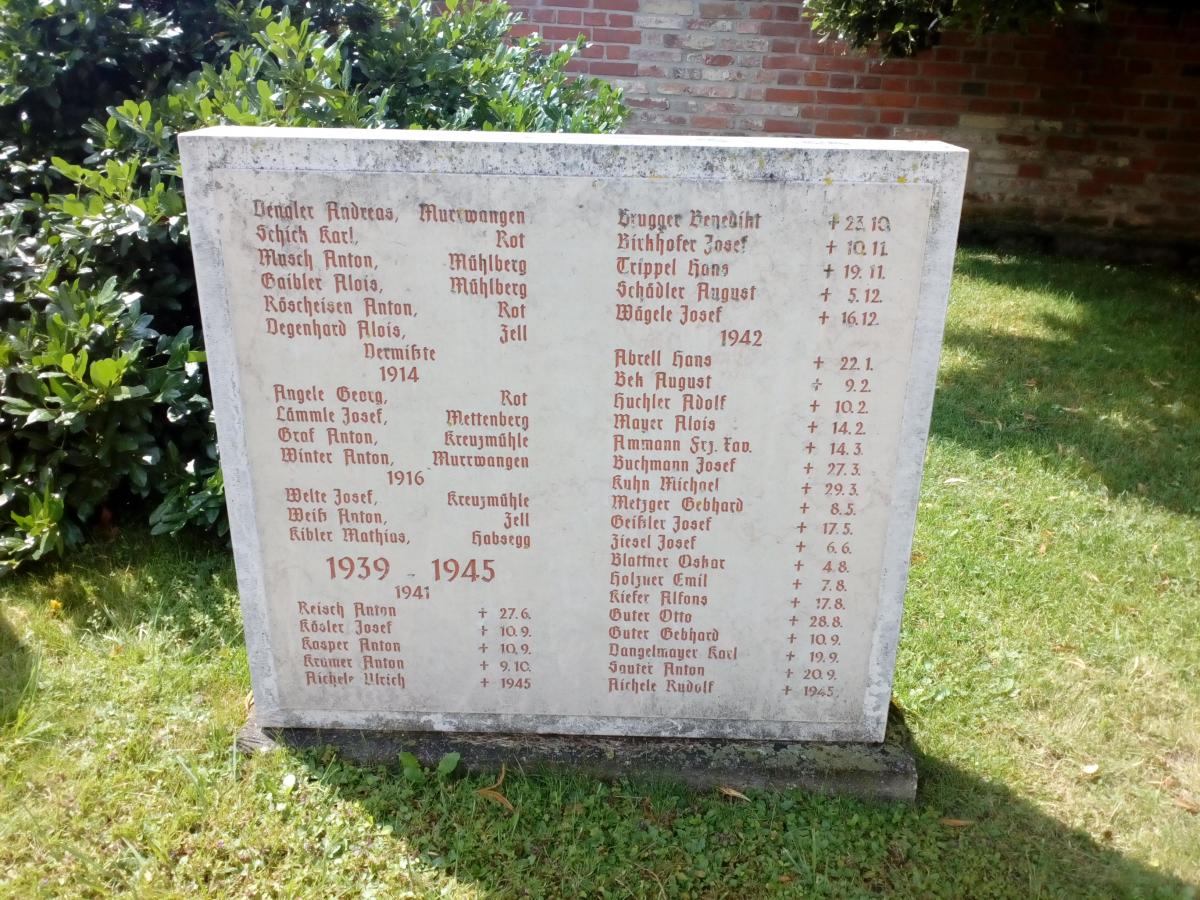 Dengler Andreas, Murrwangen
Schick Karl, Rot
Musch Anton, Mühlberg
Gaibler Alois, Mühlberg
Röscheisen Anton, Rot
Degenhard Alois, Zell
Vermißte
1914
Angele Georg, Rot
Lämmle Josef, Mettenberg
Graf Anton, Kreuzmühle
Winter Anton, Murrwangen
1916
Welte Josef, Kreuzmühle
Weiß Anton, Zell
Kibler Mathias, Habsegg
1939 - 1945
1941
Reisch Anton + 27.6.
Kösler Josef + 10.9.
Kasper Anton + 10.9.
Krumer Anton + 9.10.
Aichele Ulrich + 1945
Brugger Benedikt + 23.10.
Birkhofer Josef + 10.11.
Trippel Hans + 19.11.
Schädler August + 5.12.
Wägele Josef + 16.12.
1942
Abrell Hans + 22.1.
Bek August + 9.2.
Huchler Adolf + 10.2.
Mayer Alois + 14.2.
Ammann Frz. Xav. + 14.3.
Buchmann Josef + 27.3.
Kuhn Michael + 29.3.
Metzger Gebhard + 8.5.
Geißler Josef + 17.5.
Ziesel Josef + 6.6.
Blattner Oskar + 4.8.
Holzuer Emil + 7.8.
Kiefer Alfons + 17.8.
Guter Otto + 28.8.
Guter Gebhard + 10.9.
Dangelmayer Karl + 19.9.
Sauter Anton + 20.9.
Aichele Rudolf + 1945